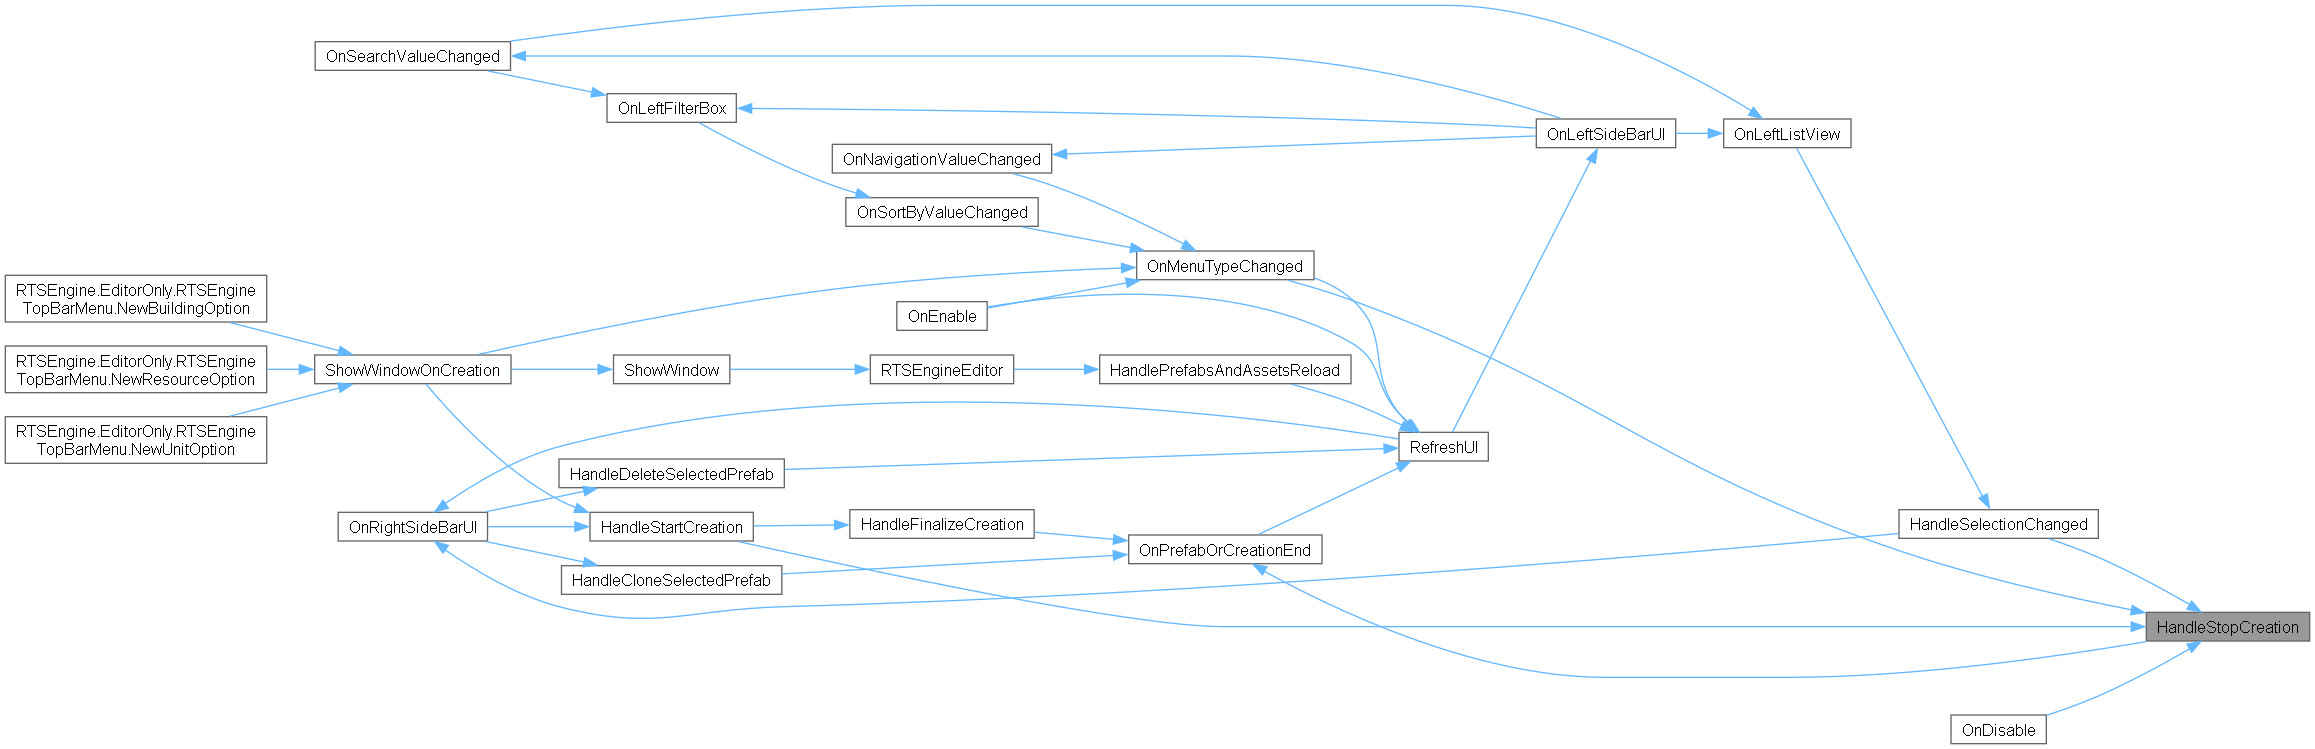 OnSearchValueChanged
OnLeftFilterBox
OnLeftSideBarUI
OnLeftListView
OnNavigationValueChanged
OnSortByValueChanged
OnMenuTypeChanged
RTSEngine.EditorOnly.RTSEngine
TopBarMenu.NewBuildingOption
OnEnable
RTSEngine.EditorOnly.RTSEngine
TopBarMenu.NewResourceOption
ShowWindowOnCreation
ShowWindow
RTSEngineEditor
HandlePrefabsAndAssetsReload
RTSEngine.EditorOnly.RTSEngine
TopBarMenu.NewUnitOption
RefreshUI
HandleDeleteSelectedPrefab
OnRightSideBarUI
HandleStartCreation
HandleFinalizeCreation
HandleSelectionChanged
OnPrefabOrCreationEnd
HandleCloneSelectedPrefab
HandleStopCreation
OnDisable